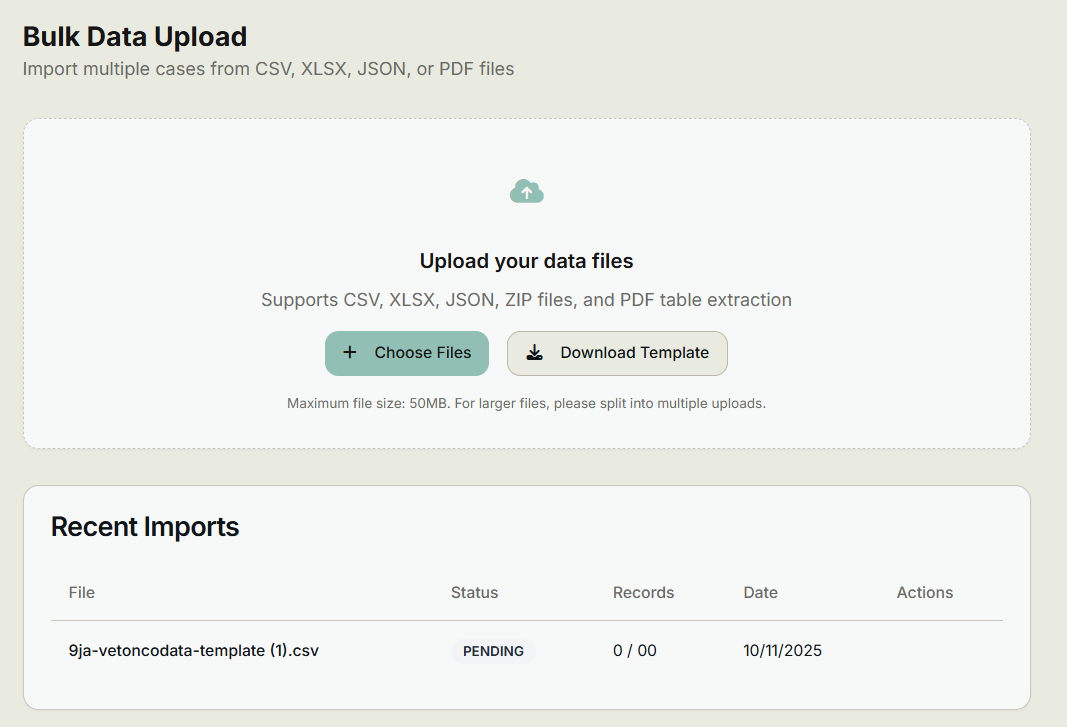 Bulk Data Upload
Import multiple cases from CSV, XLSX, JSON, or PDF files
Upload your data files
Supports CSV, XLSX, JSON, ZIP files, and PDF table extraction
Choose Files Download Template
Maximum file size: 50MB. For larger files, please split into multiple uploads.
Recent Imports
File Status Records Date Actions
9ja-vetoncodata-template (1).csv PENDING 0 / 00 10/11/2025